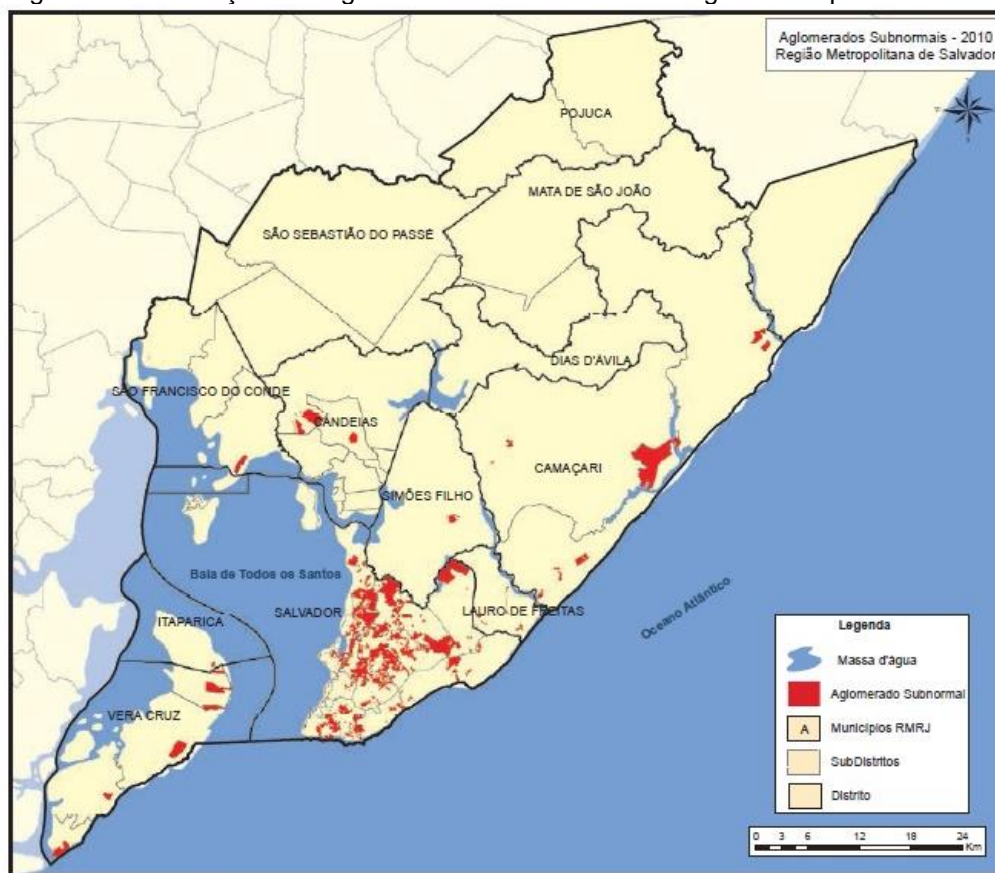 Aglomerados Subnormais - 2010
Região Metropolitana de Salvador
POJUCA
MATA DE SÃO JOÃO
SÃO SEBASTIÃO DO PASSÉ
DIAS D'ÁVILA
SÃO FRANCISCO DO CONDE
CANDEIAS
CAMAÇARI
SIMÕES FILHO
Baía de Todos os Santos
SALVADOR
LAURO DE FREITAS
ITAPARICA
Oceano Atlântico
VERA CRUZ
Legenda
Massa d'água
Aglomerado Subnormal
A
Municípios RMRJ
SubDistritos
Distrito
0 3 6 12 18 24
Km